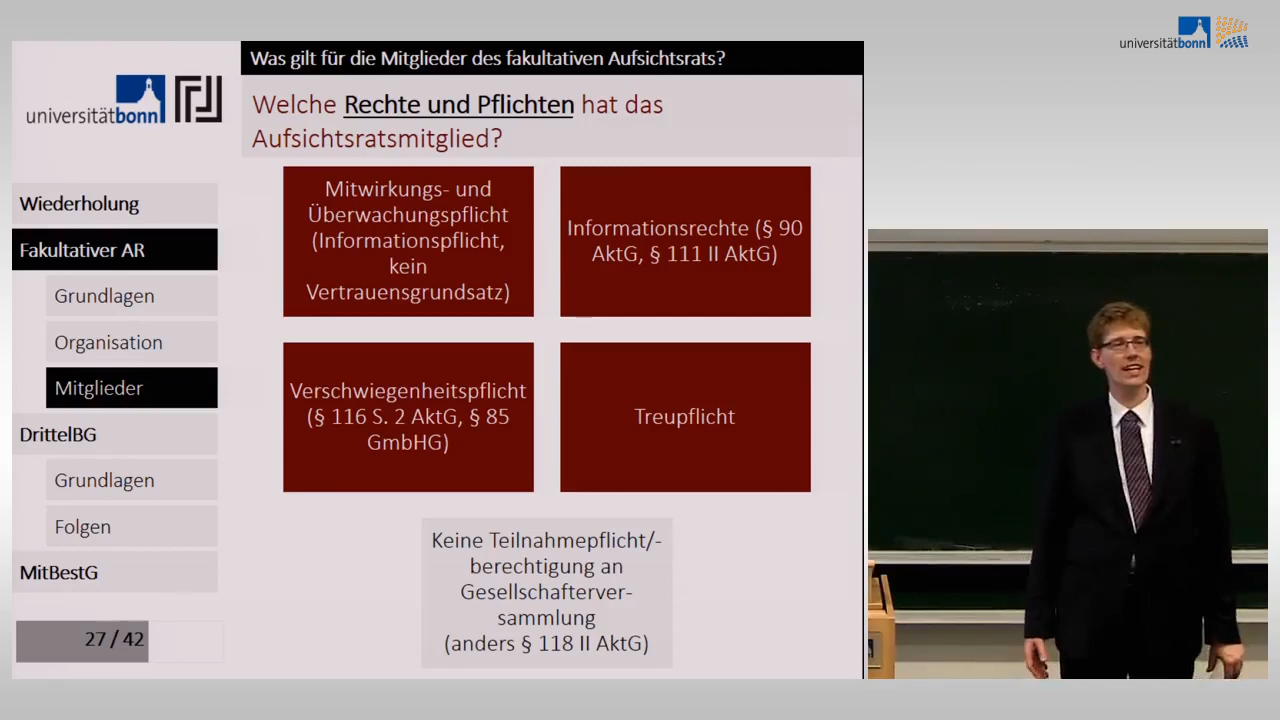 universitätbonn
Was gilt für die Mitglieder des fakultativen Aufsichtsrats?
universitätbonn
Welche Rechte und Pflichten hat das
Aufsichtsratsmitglied?
Wiederholung
Fakultativer AR
Grundlagen
Organisation
Mitglieder
DrittelBG
Grundlagen
Folgen
MitBestG
27 / 42
Mitwirkungs- und
Überwachungspflicht
(Informationspflicht,
kein
Vertrauensgrundsatz)
Informationsrechte (§ 90
AktG, § 111 II AktG)
Verschwiegenheitspflicht
(§ 116 S. 2 AktG, § 85
GmbHG)
Treupflicht
Keine Teilnahmepflicht/-
berechtigung an
Gesellschafterver-
sammlung
(anders § 118 II AktG)